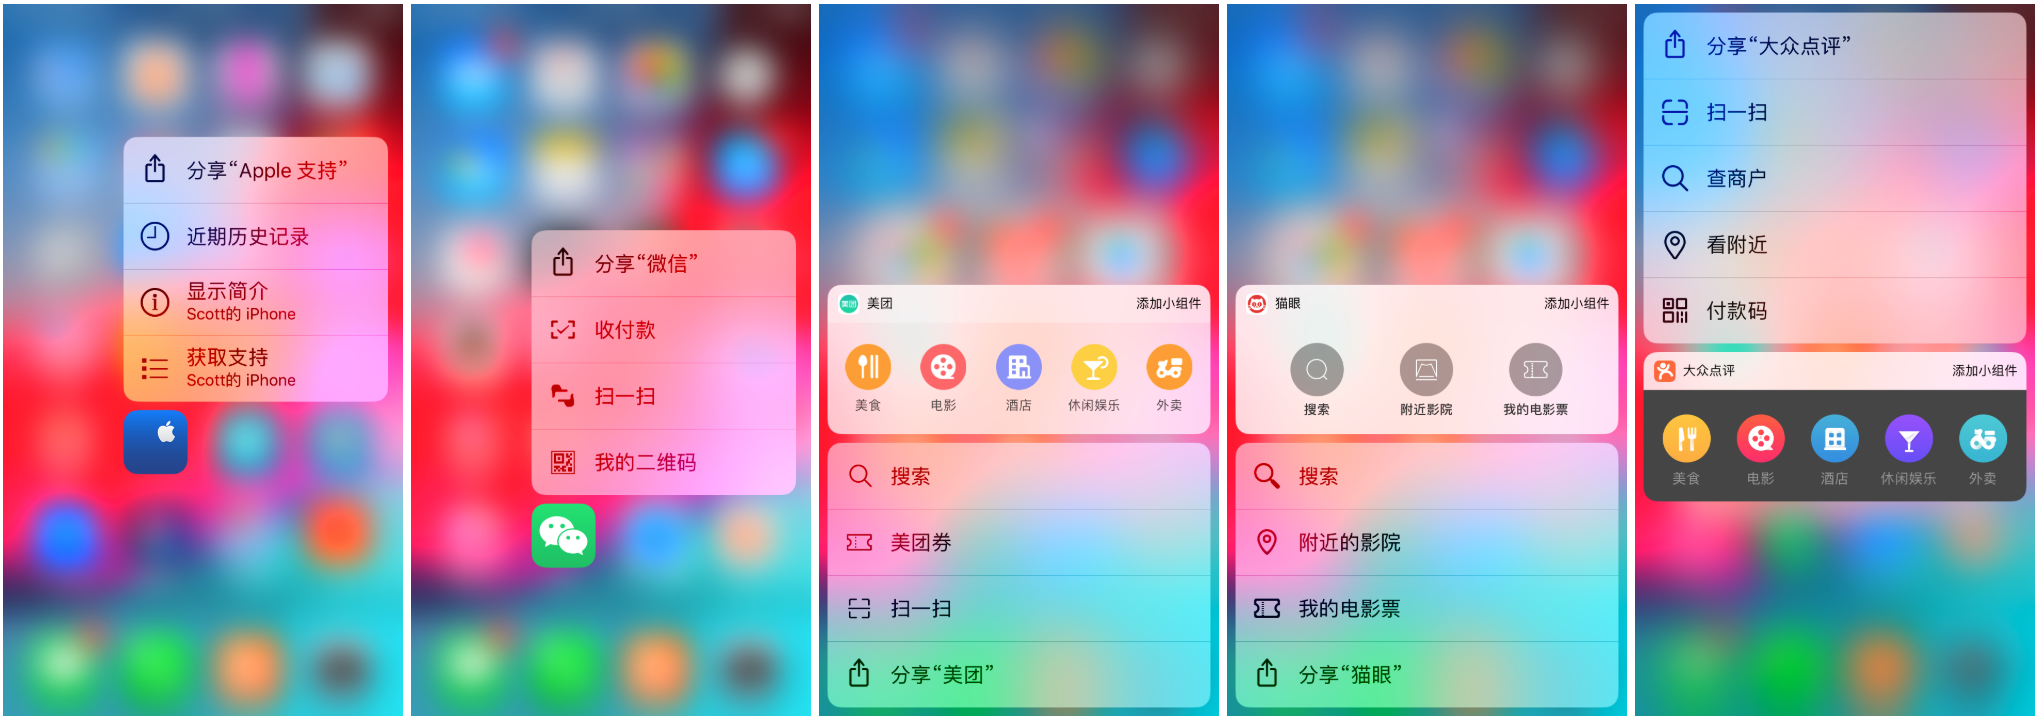 分享“Apple 支持”
近期历史记录
显示简介
Scott的 iPhone
获取支持
Scott的 iPhone
分享“微信”
收付款
扫一扫
我的二维码
美团
美团 添加小组件
美食 电影 酒店 休闲娱乐 外卖
搜索
美团券
扫一扫
分享“美团”
猫眼 添加小组件
搜索 附近影院 我的电影票
搜索
附近的影院
我的电影票
分享“猫眼”
分享“大众点评”
扫一扫
查商户
看附近
付款码
大众点评 添加小组件
美食 电影 酒店 休闲娱乐 外卖